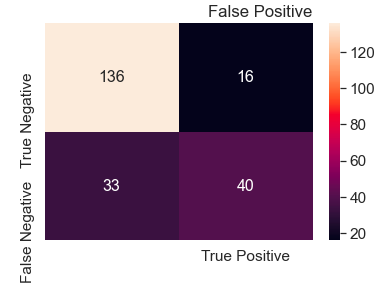 False Positive
True Negative
136
16
False Negative
33
40
True Positive
120
100
80
60
40
20